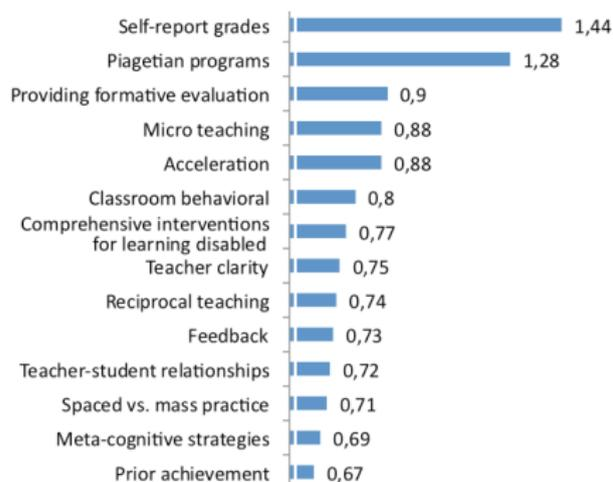 Self-report grades 1,44
Piagetian programs 1,28
Providing formative evaluation 0,9
Micro teaching 0,88
Acceleration 0,88
Classroom behavioral 0,8
Comprehensive interventions
for learning disabled 0,77
Teacher clarity 0,75
Reciprocal teaching 0,74
Feedback 0,73
Teacher-student relationships 0,72
Spaced vs. mass practice 0,71
Meta-cognitive strategies 0,69
Prior achievement 0,67